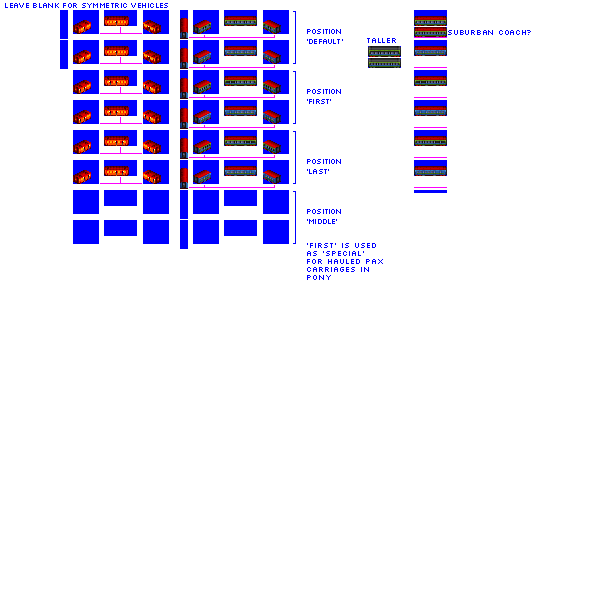 LEAVE BLANK FOR SYMMETRIC VEHICLES
POSITION
'DEFAULT'
TALLER
SUBURBAN COACH?
POSITION
'FIRST'
POSITION
'LAST'
POSITION
'MIDDLE'
'FIRST' IS USED
AS 'SPECIAL'
FOR HAULED PAX
CARRIAGES IN
PONY